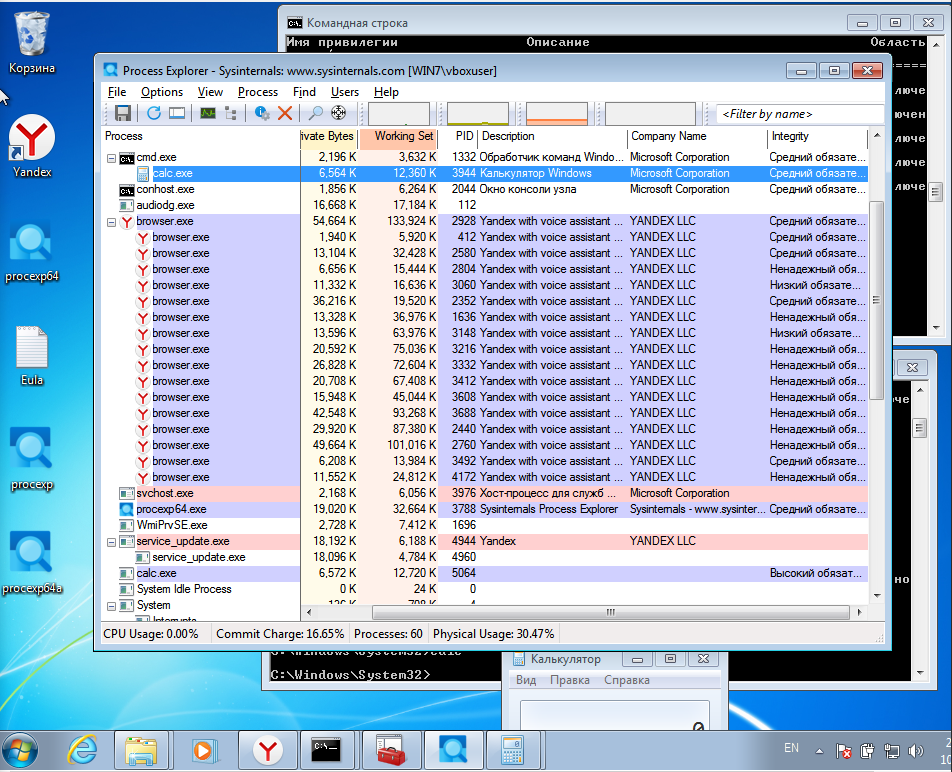 Корзина
Yandex
procexp64
Eula
procexp
procexp64a
Командная строка
Имя привилегии Описание Область
Process Explorer - Sysinternals: www.sysinternals.com [WIN7\vboxuser]
File Options View Process Find Users Help
<Filter by name>
Process ivate Bytes Working Set PID Description Company Name Integrity
cmd.exe 2,196 K 3,632 K 1332 Обработчик команд Windo... Microsoft Corporation Средний обязате...
calc.exe 6,564 K 12,360 K 3944 Калькулятор Windows Microsoft Corporation Средний обязате...
conhost.exe 1,856 K 6,264 K 2044 Окно консоли узла Microsoft Corporation Средний обязате...
audiodg.exe 16,668 K 17,184 K 112
browser.exe 54,664 K 133,924 K 2928 Yandex with voice assistant ... YANDEX LLC Средний обязате...
browser.exe 1,940 K 5,920 K 412 Yandex with voice assistant ... YANDEX LLC Средний обязате...
browser.exe 13,104 K 32,428 K 2580 Yandex with voice assistant ... YANDEX LLC Средний обязате...
browser.exe 6,656 K 15,444 K 2804 Yandex with voice assistant ... YANDEX LLC Ненадежный обя...
browser.exe 11,332 K 16,636 K 3060 Yandex with voice assistant ... YANDEX LLC Низкий обязате...
browser.exe 36,216 K 19,520 K 2352 Yandex with voice assistant ... YANDEX LLC Средний обязате...
browser.exe 13,328 K 36,976 K 1636 Yandex with voice assistant ... YANDEX LLC Ненадежный обя...
browser.exe 13,596 K 63,976 K 3148 Yandex with voice assistant ... YANDEX LLC Низкий обязате...
browser.exe 20,592 K 75,036 K 3216 Yandex with voice assistant ... YANDEX LLC Ненадежный обя...
browser.exe 26,828 K 72,604 K 3332 Yandex with voice assistant ... YANDEX LLC Ненадежный обя...
browser.exe 20,708 K 67,408 K 3412 Yandex with voice assistant ... YANDEX LLC Ненадежный обя...
browser.exe 15,948 K 45,044 K 3608 Yandex with voice assistant ... YANDEX LLC Ненадежный обя...
browser.exe 42,548 K 93,268 K 3688 Yandex with voice assistant ... YANDEX LLC Ненадежный обя...
browser.exe 29,920 K 87,380 K 2440 Yandex with voice assistant ... YANDEX LLC Ненадежный обя...
browser.exe 49,664 K 101,016 K 2760 Yandex with voice assistant ... YANDEX LLC Ненадежный обя...
browser.exe 6,208 K 13,984 K 3492 Yandex with voice assistant ... YANDEX LLC Средний обязате...
browser.exe 11,552 K 24,812 K 4172 Yandex with voice assistant ... YANDEX LLC Ненадежный обя...
svchost.exe 2,168 K 6,056 K 3976 Хост-процесс для служб ... Microsoft Corporation
procexp64.exe 19,020 K 32,664 K 3788 Sysinternals Process Explorer Sysinternals - www.sysinter... Средний обязате...
WmiPrvSE.exe 2,728 K 7,412 K 1696
service_update.exe 18,192 K 6,188 K 4944 Yandex YANDEX LLC
service_update.exe 18,096 K 4,784 K 4960
calc.exe 6,572 K 12,720 K 5064 Высокий обязат...
System Idle Process 0 K 24 K 0
System
CPU Usage: 0.00% Commit Charge: 16.65% Processes: 60 Physical Usage: 30.47%
лючe
ючен
лючe
лючe
лючe
C:\Windows\System32>
Калькулятор
Вид Правка Справка
0
EN